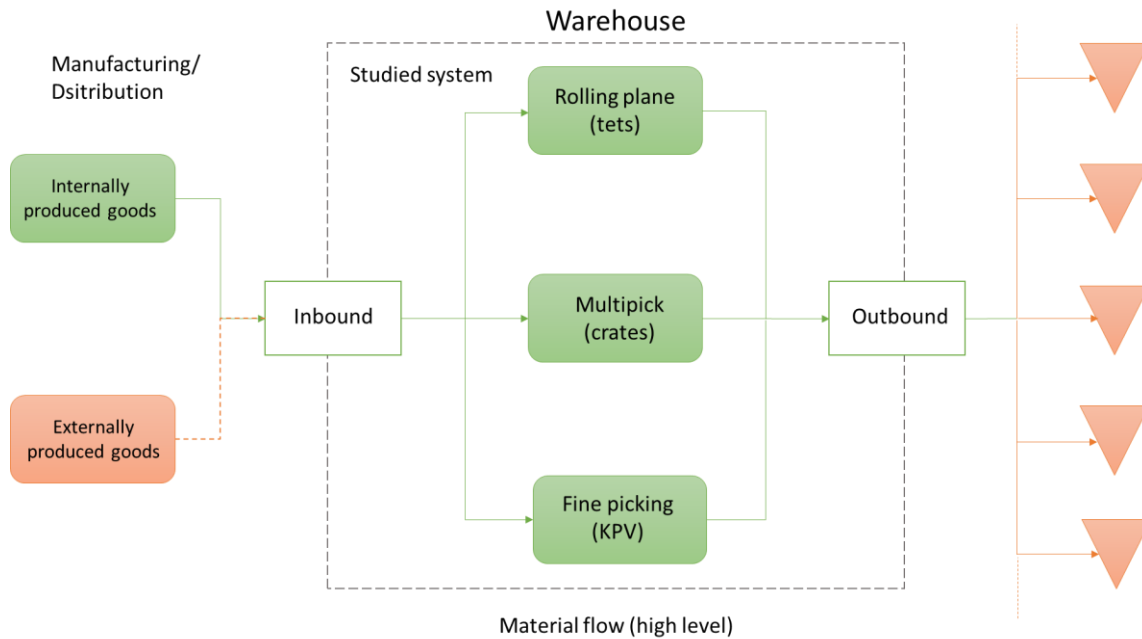 Warehouse
Manufacturing/
Dsitribution
Studied system
Rolling plane
(tets)
Internally
produced goods
Inbound
Multipick
(crates)
Outbound
Externally
produced goods
Fine picking
(KPV)
Material flow (high level)